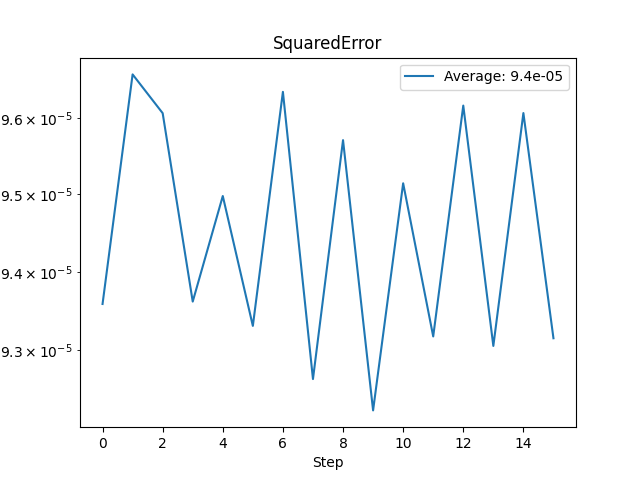 SquaredError
Average: 9.4e-05
9.6 × 10⁻⁵
9.5 × 10⁻⁵
9.4 × 10⁻⁵
9.3 × 10⁻⁵
0 2 4 6 8 10 12 14
Step